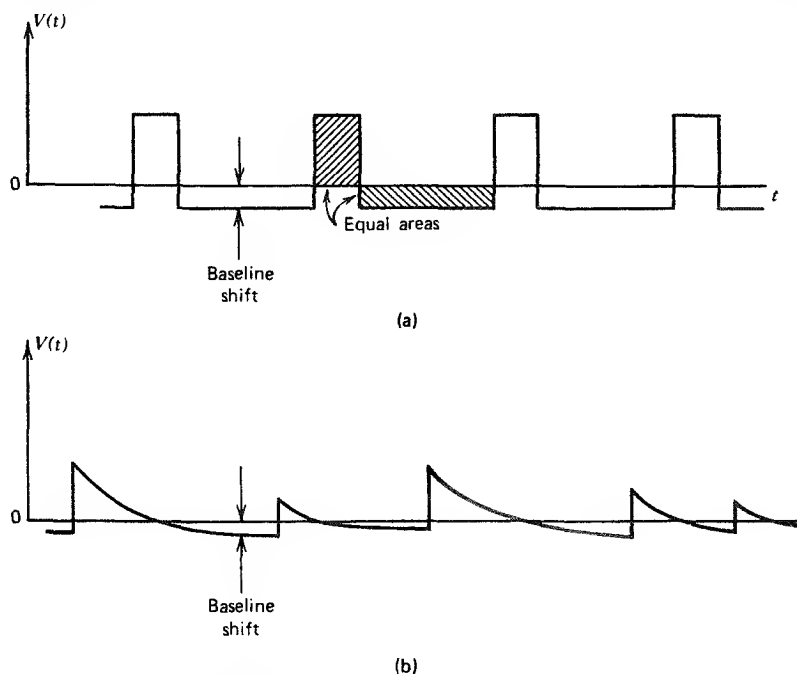 V(t)
0
t
Equal areas
Baseline
shift
(a)
V(t)
0
Baseline
shift
(b)